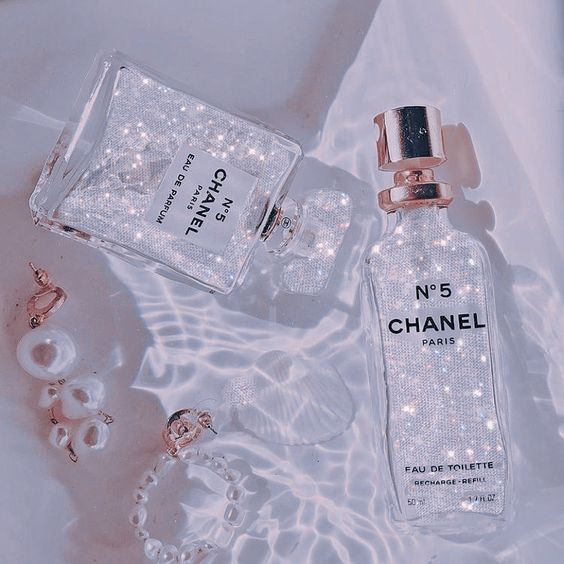 N°5
CHANEL
PARIS
EAU DE PARFUM
N°5
CHANEL
PARIS
EAU DE TOILETTE
RECHARGE - REFILL
50 ml 1.7 FL.OZ